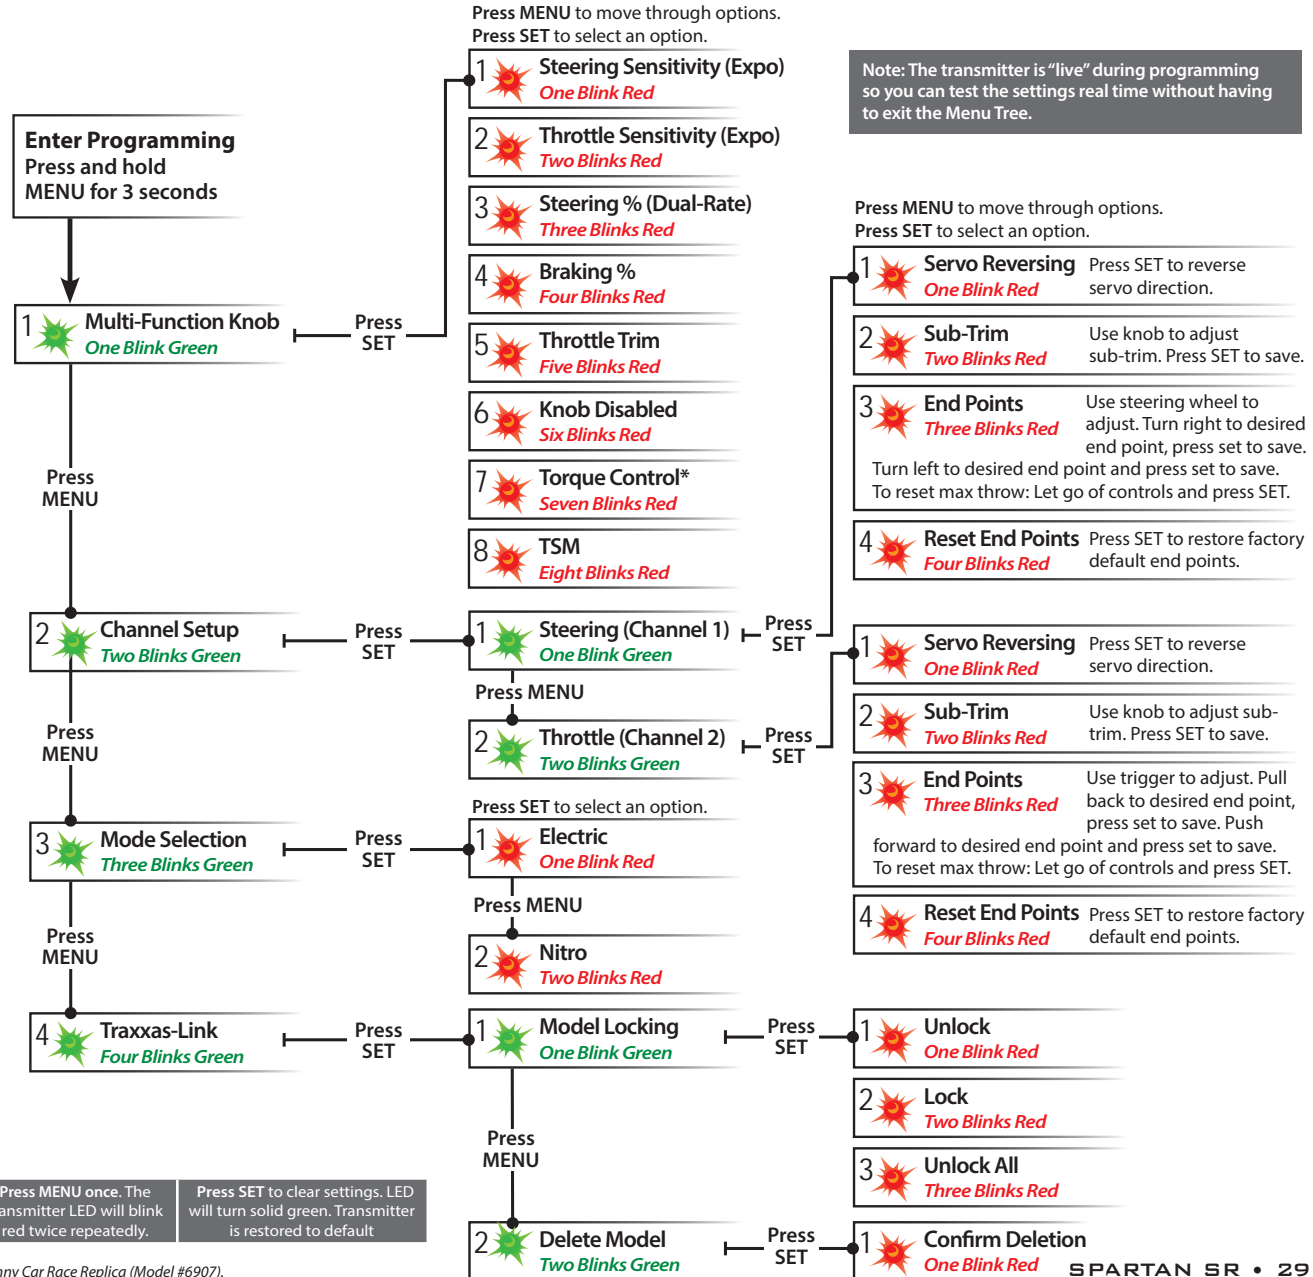 Press MENU to move through options.
Press SET to select an option.
1 Steering Sensitivity (Expo)
One Blink Red
2 Throttle Sensitivity (Expo)
Two Blinks Red
3 Steering % (Dual-Rate)
Three Blinks Red
4 Braking %
Four Blinks Red
5 Throttle Trim
Five Blinks Red
6 Knob Disabled
Six Blinks Red
7 Torque Control*
Seven Blinks Red
8 TSM
Eight Blinks Red
Note: The transmitter is “live” during programming
so you can test the settings real time without having
to exit the Menu Tree.
Enter Programming
Press and hold
MENU for 3 seconds
1 Multi-Function Knob
One Blink Green
Press
SET
Press
MENU
2 Channel Setup
Two Blinks Green
Press
SET
1 Steering (Channel 1)
One Blink Green
Press
SET
Press MENU
2 Throttle (Channel 2)
Two Blinks Green
Press
SET
Press MENU to move through options.
Press SET to select an option.
1 Servo Reversing
One Blink Red
Press SET to reverse
servo direction.
2 Sub-Trim
Two Blinks Red
Use knob to adjust
sub-trim. Press SET to save.
3 End Points
Three Blinks Red
Use steering wheel to
adjust. Turn right to desired
end point, press set to save.
Turn left to desired end point and press set to save.
To reset max throw: Let go of controls and press SET.
4 Reset End Points
Four Blinks Red
Press SET to restore factory
default end points.
1 Servo Reversing
One Blink Red
Press SET to reverse
servo direction.
2 Sub-Trim
Two Blinks Red
Use knob to adjust sub-
trim. Press SET to save.
3 End Points
Three Blinks Red
Use trigger to adjust. Pull
back to desired end point,
press set to save. Push
forward to desired end point and press set to save.
To reset max throw: Let go of controls and press SET.
4 Reset End Points
Four Blinks Red
Press SET to restore factory
default end points.
Press
MENU
3 Mode Selection
Three Blinks Green
Press
SET
Press SET to select an option.
1 Electric
One Blink Red
Press MENU
2 Nitro
Two Blinks Red
Press
MENU
4 Traxxas-Link
Four Blinks Green
Press
SET
1 Model Locking
One Blink Green
Press
SET
1 Unlock
One Blink Red
2 Lock
Two Blinks Red
3 Unlock All
Three Blinks Red
Press
MENU
2 Delete Model
Two Blinks Green
Press
SET
1 Confirm Deletion
One Blink Red
Press MENU once. The
ansmitter LED will blink
red twice repeatedly.
Press SET to clear settings. LED
will turn solid green. Transmitter
is restored to default
nny Car Race Replica (Model #6907).
SPARTAN SR • 29